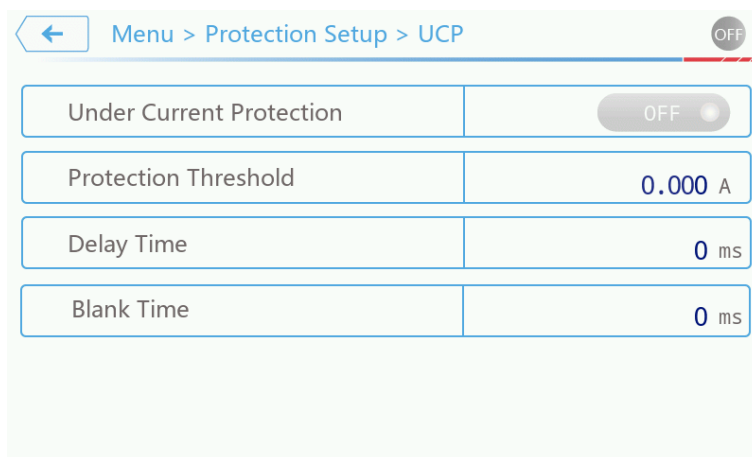 Menu > Protection Setup > UCP OFF
Under Current Protection OFF
Protection Threshold 0.000 A
Delay Time 0 ms
Blank Time 0 ms